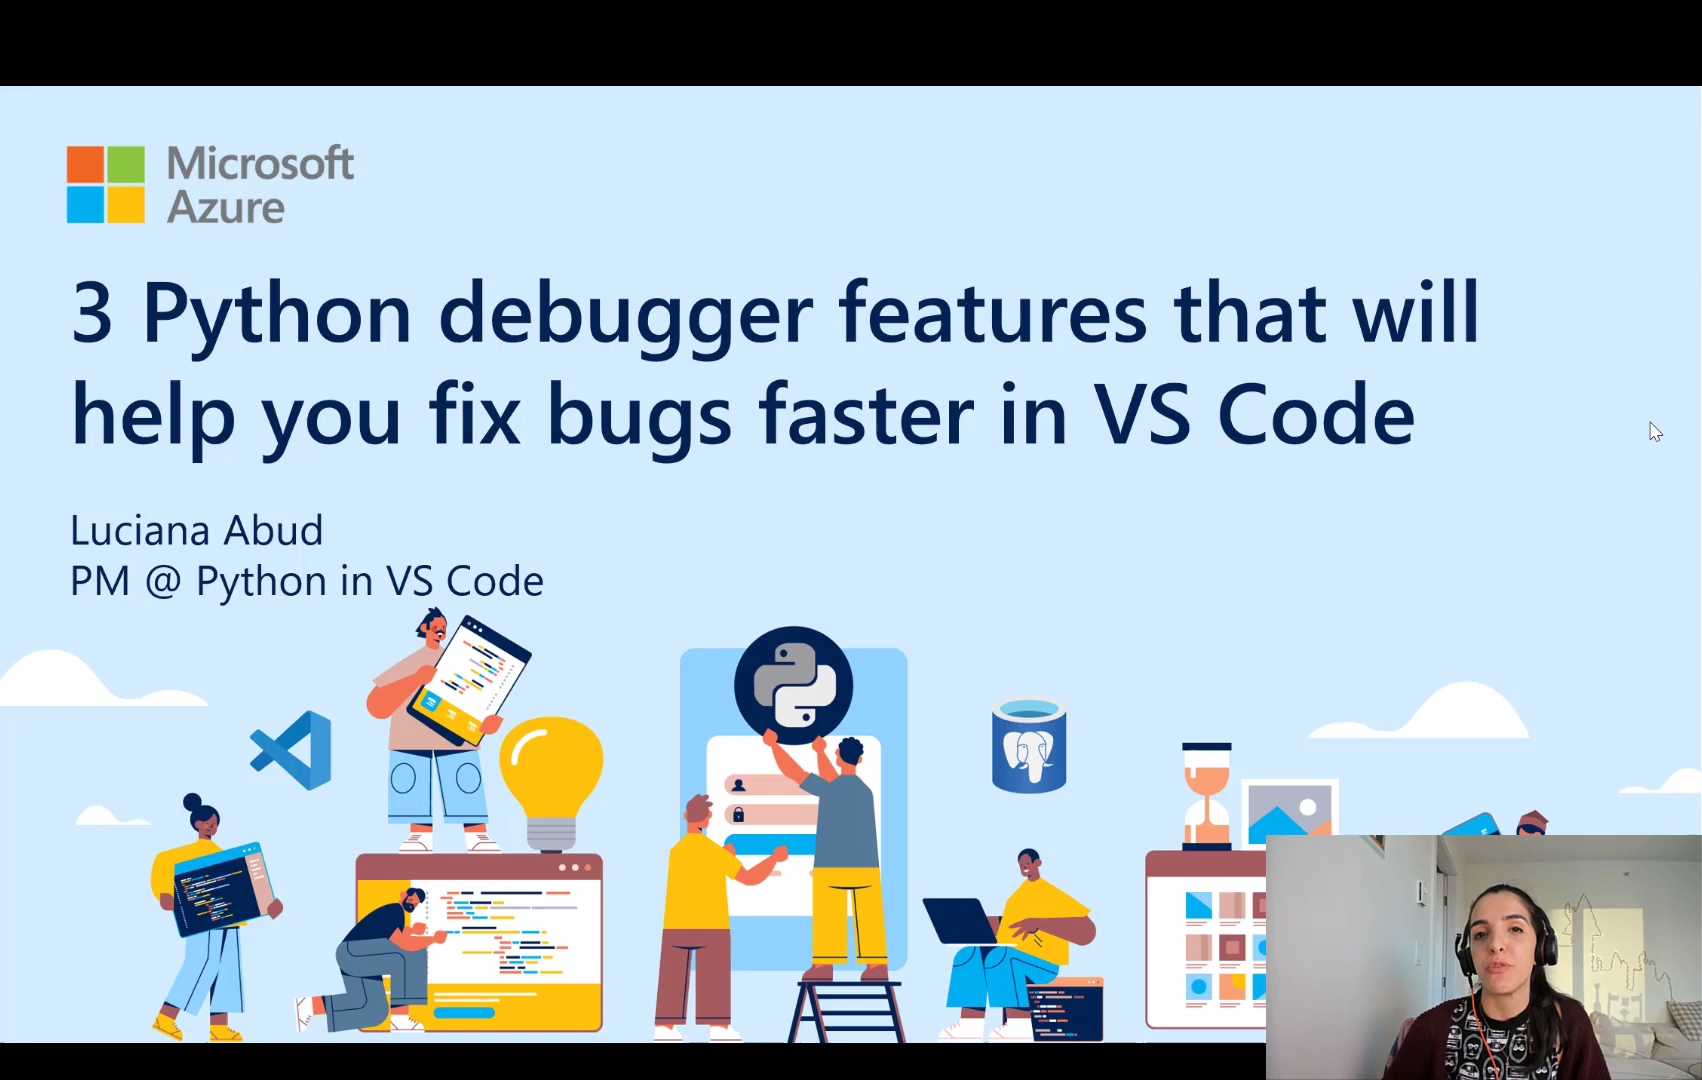 Microsoft
Azure
3 Python debugger features that will
help you fix bugs faster in VS Code
Luciana Abud
PM @ Python in VS Code